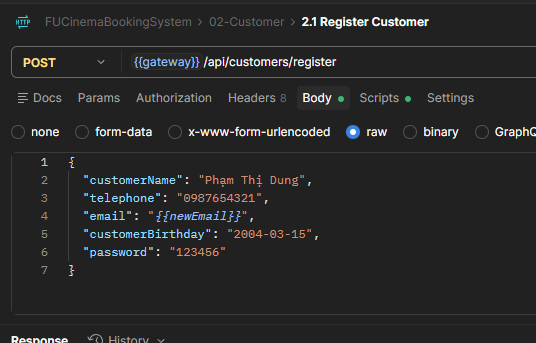 HTTP FUCinemaBookingSystem / 02-Customer / 2.1 Register Customer
POST {{gateway}} /api/customers/register
Docs Params Authorization Headers 8 Body Scripts Settings
none form-data x-www-form-urlencoded raw binary GraphQ
1 {
2 "customerName": "Phạm Thị Dung",
3 "telephone": "0987654321",
4 "email": "{{newEmail}}",
5 "customerBirthday": "2004-03-15",
6 "password": "123456"
7 }
Response History